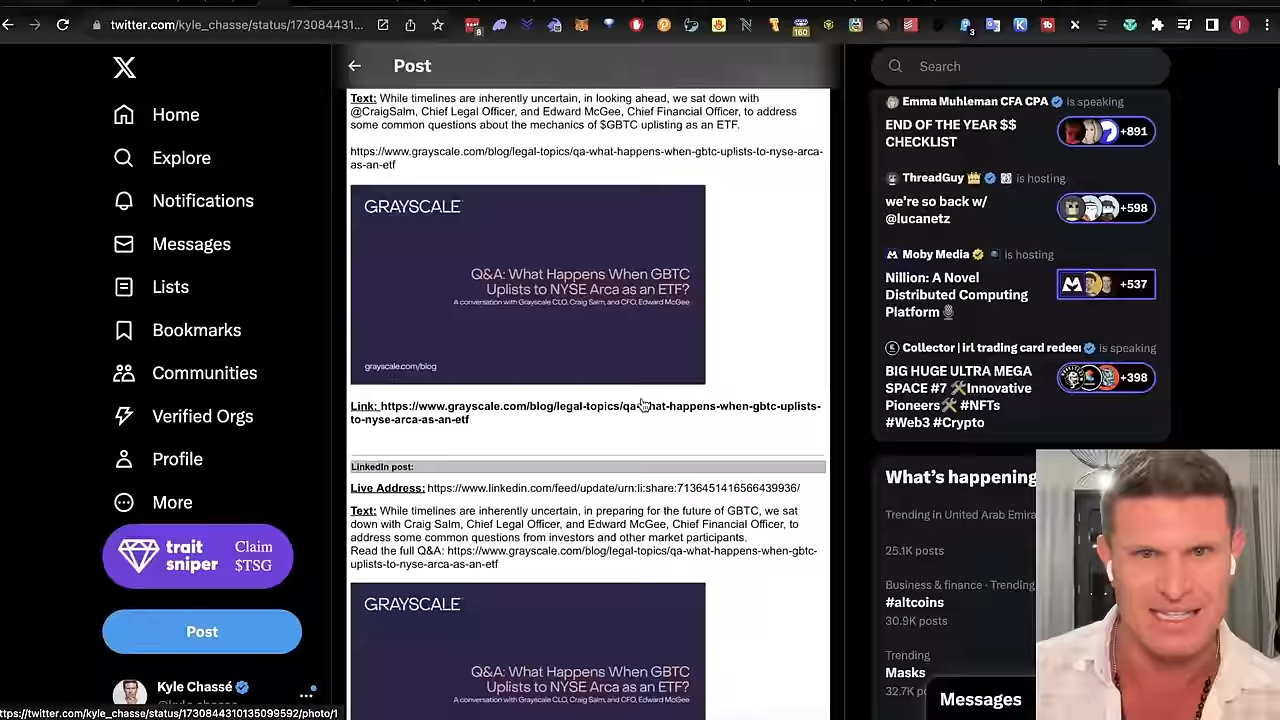 twitter.com/kyle_chasse/status/173084431...
8
160
3
Home
Explore
Notifications
Messages
Lists
Bookmarks
Communities
Verified Orgs
Profile
More
trait
sniper
Claim
$TSG
Post
Kyle Chassé
https://twitter.com/kyle_chasse/status/1730844310135099592/photo/1
Post
Text: While timelines are inherently uncertain, in looking ahead, we sat down with
@CraigSalm, Chief Legal Officer, and Edward McGee, Chief Financial Officer, to address
some common questions about the mechanics of $GBTC uplisting as an ETF.
https://www.grayscale.com/blog/legal-topics/qa-what-happens-when-gbtc-uplists-to-nyse-arca-
as-an-etf
GRAYSCALE
Q&A: What Happens When GBTC
Uplists to NYSE Arca as an ETF?
A conversation with Grayscale CLO, Craig Salm, and CFO, Edward McGee
grayscale.com/blog
Link: https://www.grayscale.com/blog/legal-topics/qa-what-happens-when-gbtc-uplists-
to-nyse-arca-as-an-etf
LinkedIn post:
Live Address: https://www.linkedin.com/feed/update/urn:li:share:7136451416566439936/
Text: While timelines are inherently uncertain, in preparing for the future of GBTC, we sat
down with Craig Salm, Chief Legal Officer, and Edward McGee, Chief Financial Officer, to
address some common questions from investors and other market participants.
Read the full Q&A: https://www.grayscale.com/blog/legal-topics/qa-what-happens-when-gbtc-
uplists-to-nyse-arca-as-an-etf
GRAYSCALE
Q&A: What Happens When GBTC
Uplists to NYSE Arca as an ETF?
A conversation with Grayscale CLO, Craig Salm, and CFO, Edward McGee
Search
Emma Muhleman CFA CPA is speaking
END OF THE YEAR $$
CHECKLIST
+891
ThreadGuy is hosting
we're so back w/
@lucanetz
+598
Moby Media is hosting
Nillion: A Novel
Distributed Computing
Platform
+537
Collector | irl trading card redeer is speaking
BIG HUGE ULTRA MEGA
SPACE #7 Innovative
Pioneers #NFTs
#Web3 #Crypto
+398
What's happening
Trending in United Arab Emira
25.1K posts
Business & finance · Trending
#altcoins
30.9K posts
Trending
Masks
32.7K
Messages